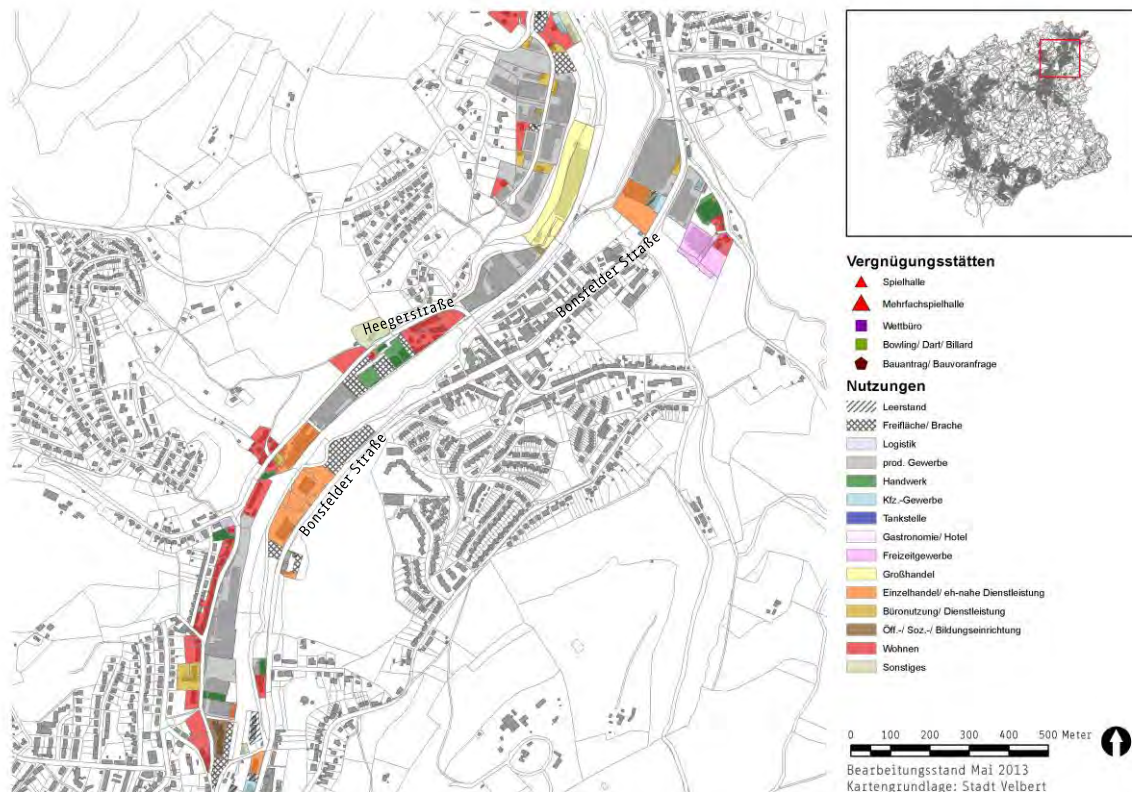 Heegerstraße
Bonsfelder Straße
Bonsfelder Straße
Vergnügungsstätten
Spielhalle
Mehrfachspielhalle
Wettbüro
Bowling/ Dart/ Billard
Bauantrag/ Bauvoranfrage
Nutzungen
Leerstand
Freifläche/ Brache
Logistik
prod. Gewerbe
Handwerk
Kfz.-Gewerbe
Tankstelle
Gastronomie/ Hotel
Freizeitgewerbe
Großhandel
Einzelhandel/ eh-nahe Dienstleistung
Büronutzung/ Dienstleistung
Öff.-/ Soz.-/ Bildungseinrichtung
Wohnen
Sonstiges
0 100 200 300 400 500 Meter
Bearbeitungsstand Mai 2013
Kartengrundlage: Stadt Velbert